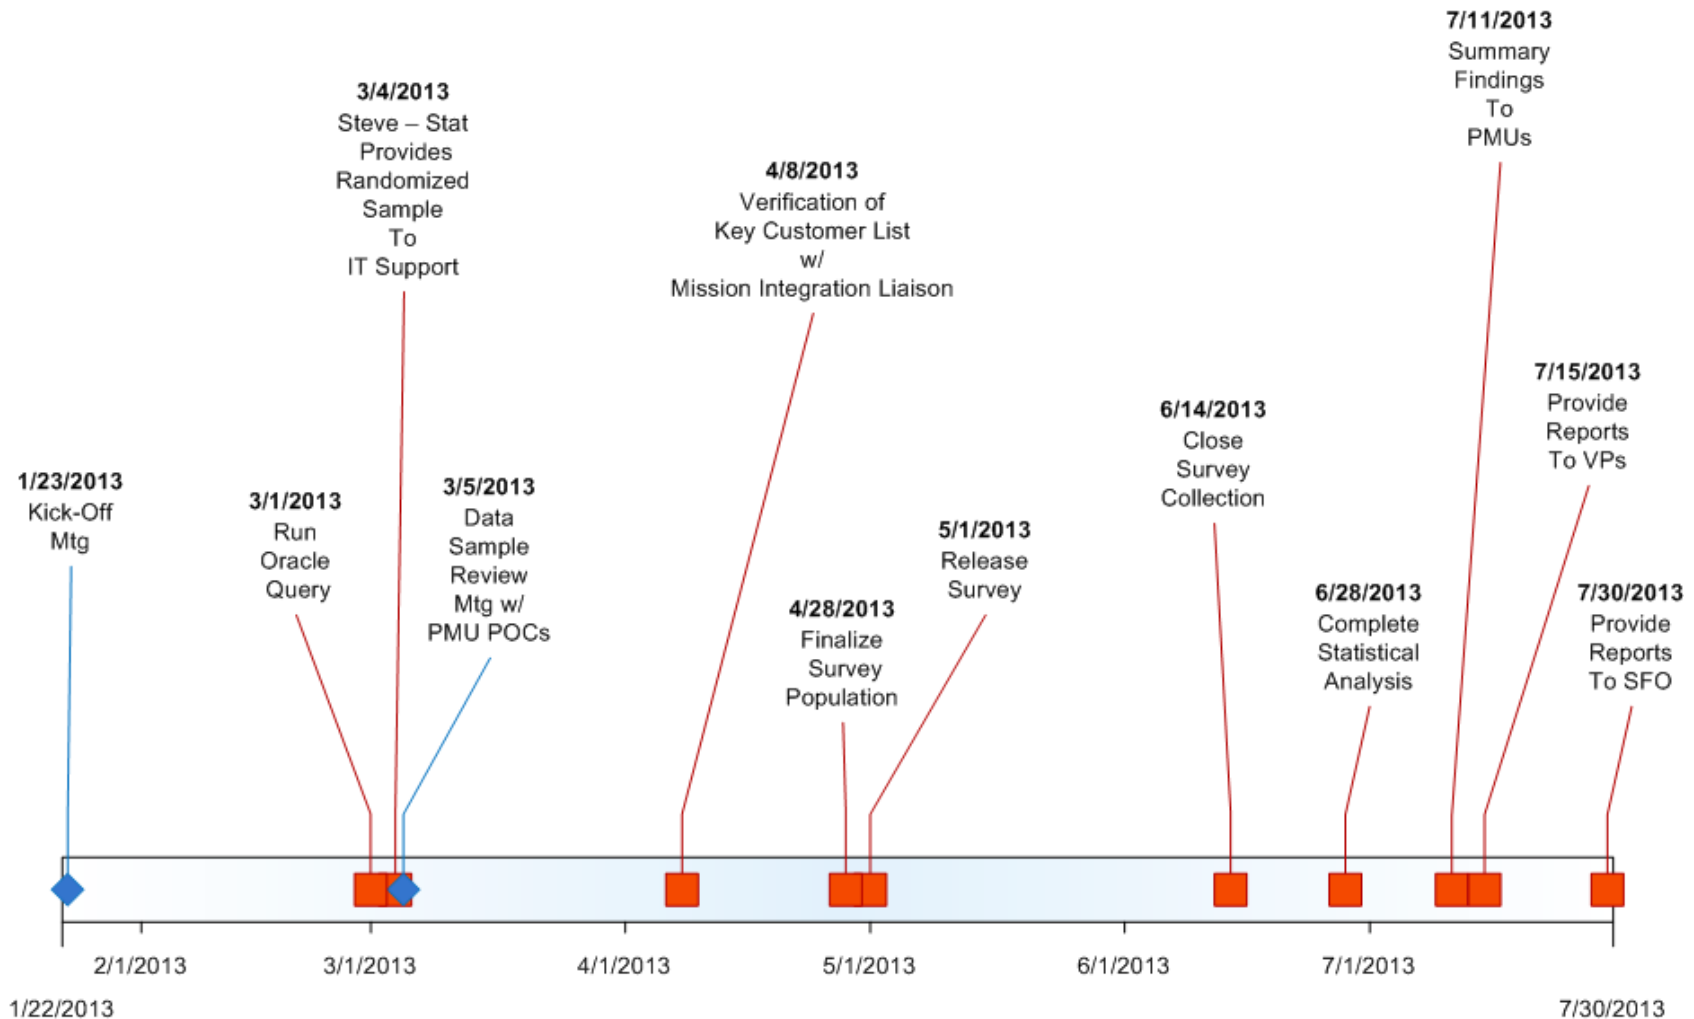 1/23/2013
Kick-Off
Mtg
3/1/2013
Run
Oracle
Query
3/4/2013
Steve – Stat
Provides
Randomized
Sample
To
IT Support
3/5/2013
Data
Sample
Review
Mtg w/
PMU POCs
4/8/2013
Verification of
Key Customer List
w/
Mission Integration Liaison
4/28/2013
Finalize
Survey
Population
5/1/2013
Release
Survey
6/14/2013
Close
Survey
Collection
6/28/2013
Complete
Statistical
Analysis
7/11/2013
Summary
Findings
To
PMUs
7/15/2013
Provide
Reports
To VPs
7/30/2013
Provide
Reports
To SFO
2/1/2013
3/1/2013
4/1/2013
5/1/2013
6/1/2013
7/1/2013
1/22/2013
7/30/2013